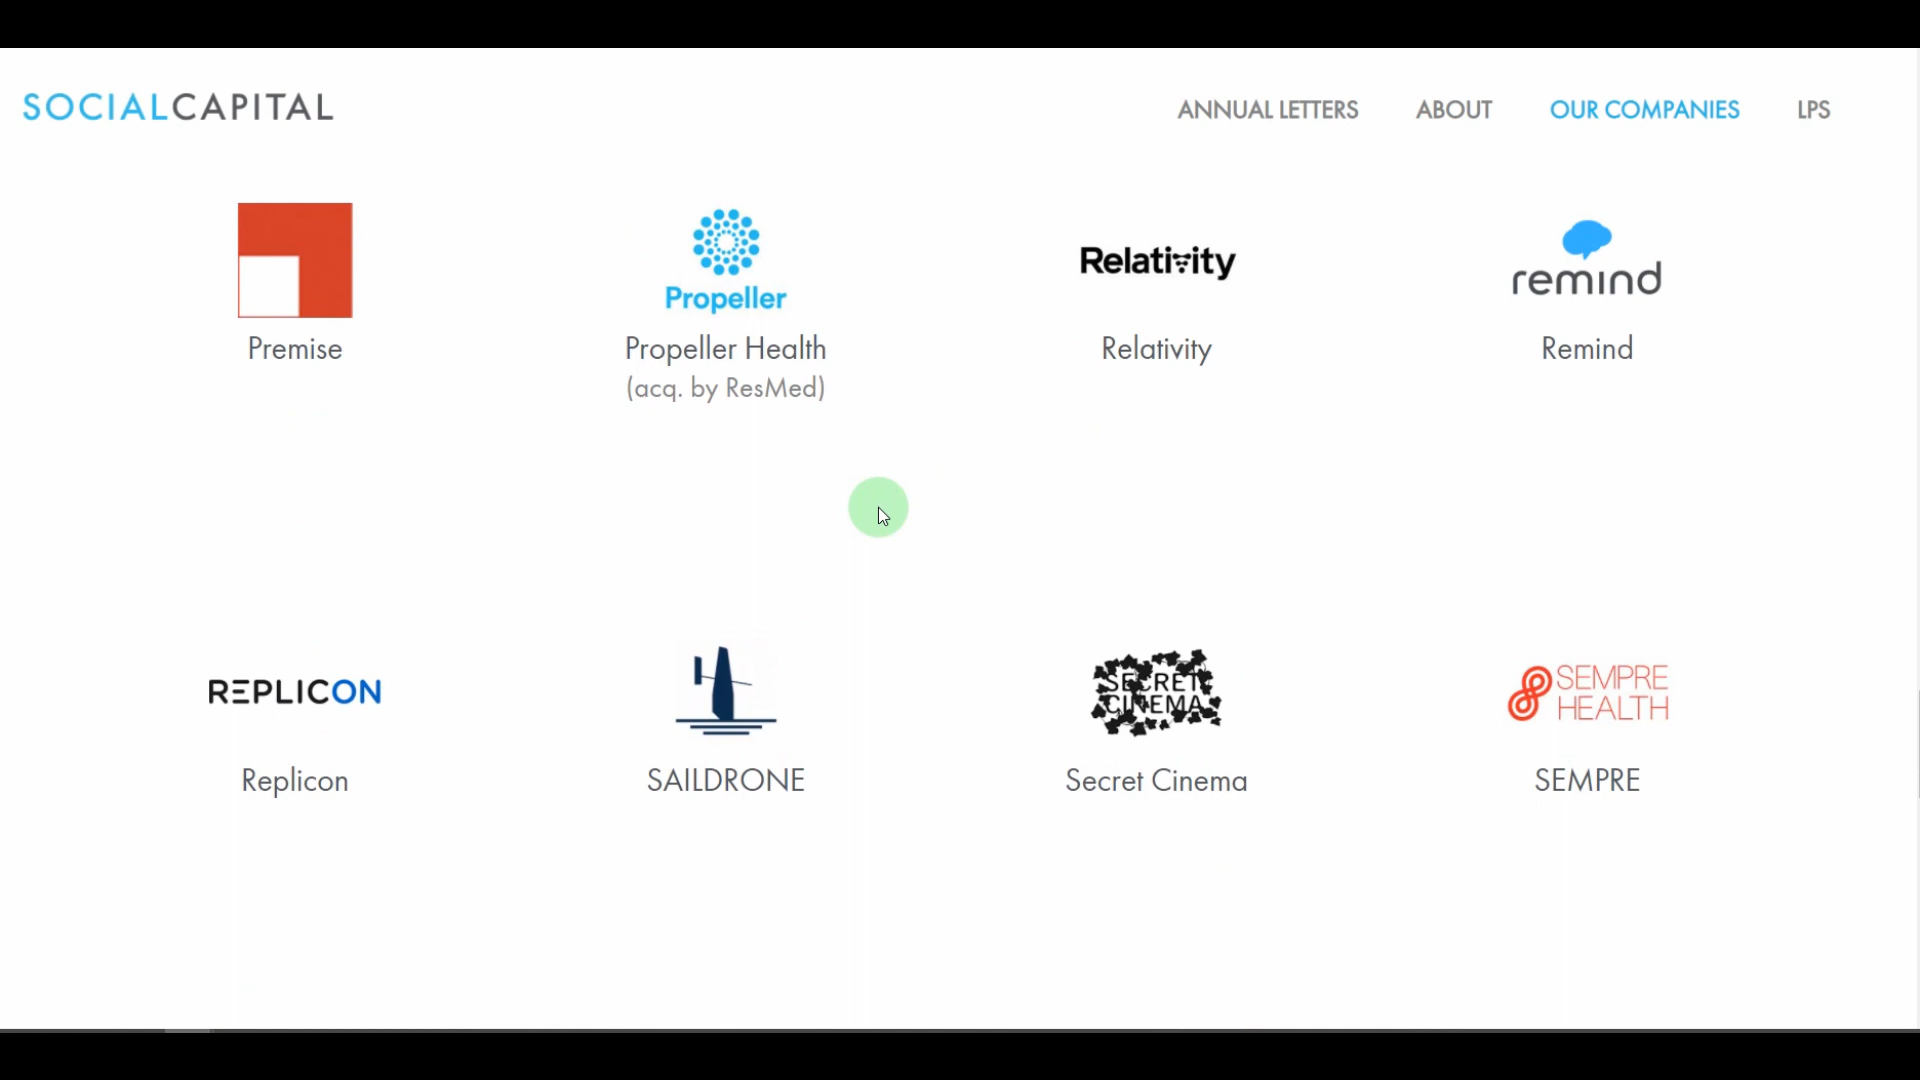 SOCIALCAPITAL
ANNUAL LETTERS
ABOUT
OUR COMPANIES
LPS
Propeller
Relativity
remind
Premise
Propeller Health
(acq. by ResMed)
Relativity
Remind
REPLICON
SECRET
CINEMA
SEMPRE
HEALTH
Replicon
SAILDRONE
Secret Cinema
SEMPRE